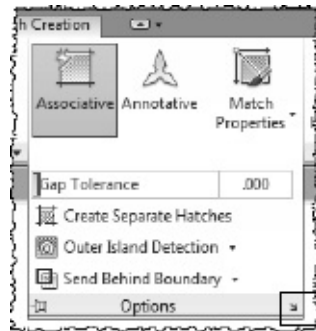 h Creation
Associative Annotative Match Properties
Gap Tolerance .000
Create Separate Hatches
Outer Island Detection
Send Behind Boundary
Options